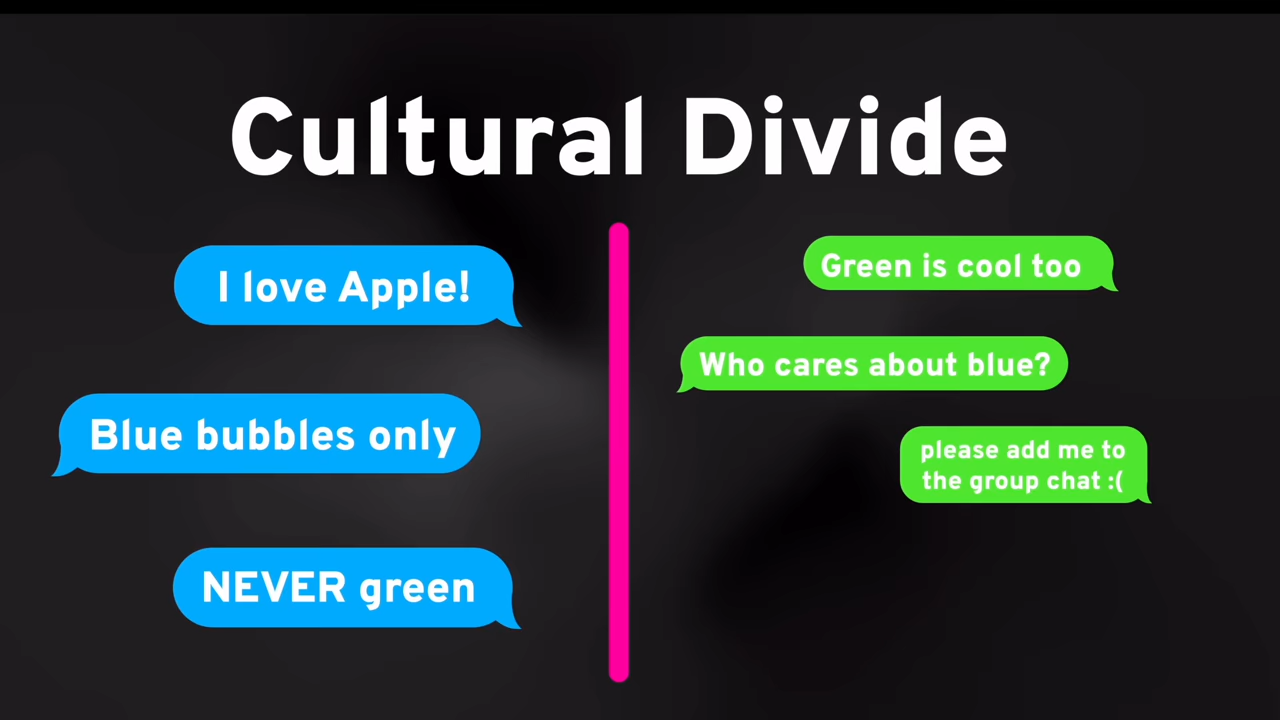 Cultural Divide
I love Apple!
Blue bubbles only
NEVER green
Green is cool too
Who cares about blue?
please add me to
the group chat :(